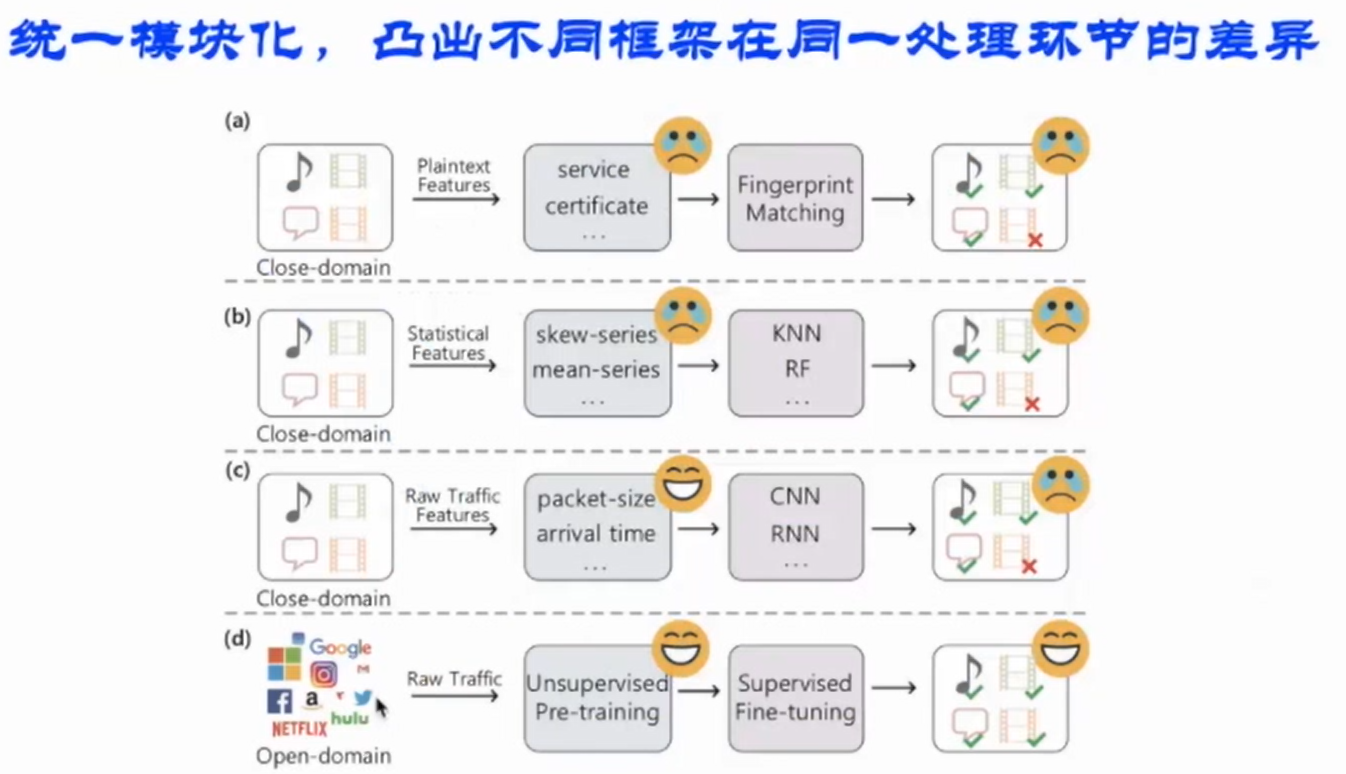 统一模块化，凸出不同框架在同一处理环节的差异
(a)
Plaintext
Features
service
certificate
...
Fingerprint
Matching
Close-domain
(b)
Statistical
Features
skew-series
mean-series
...
KNN
RF
...
Close-domain
(c)
Raw Traffic
Features
packet-size
arrival time
...
CNN
RNN
...
Close-domain
(d)
Google
a
hulu
NETFLIX
Raw Traffic
Unsupervised
Pre-training
Supervised
Fine-tuning
Open-domain